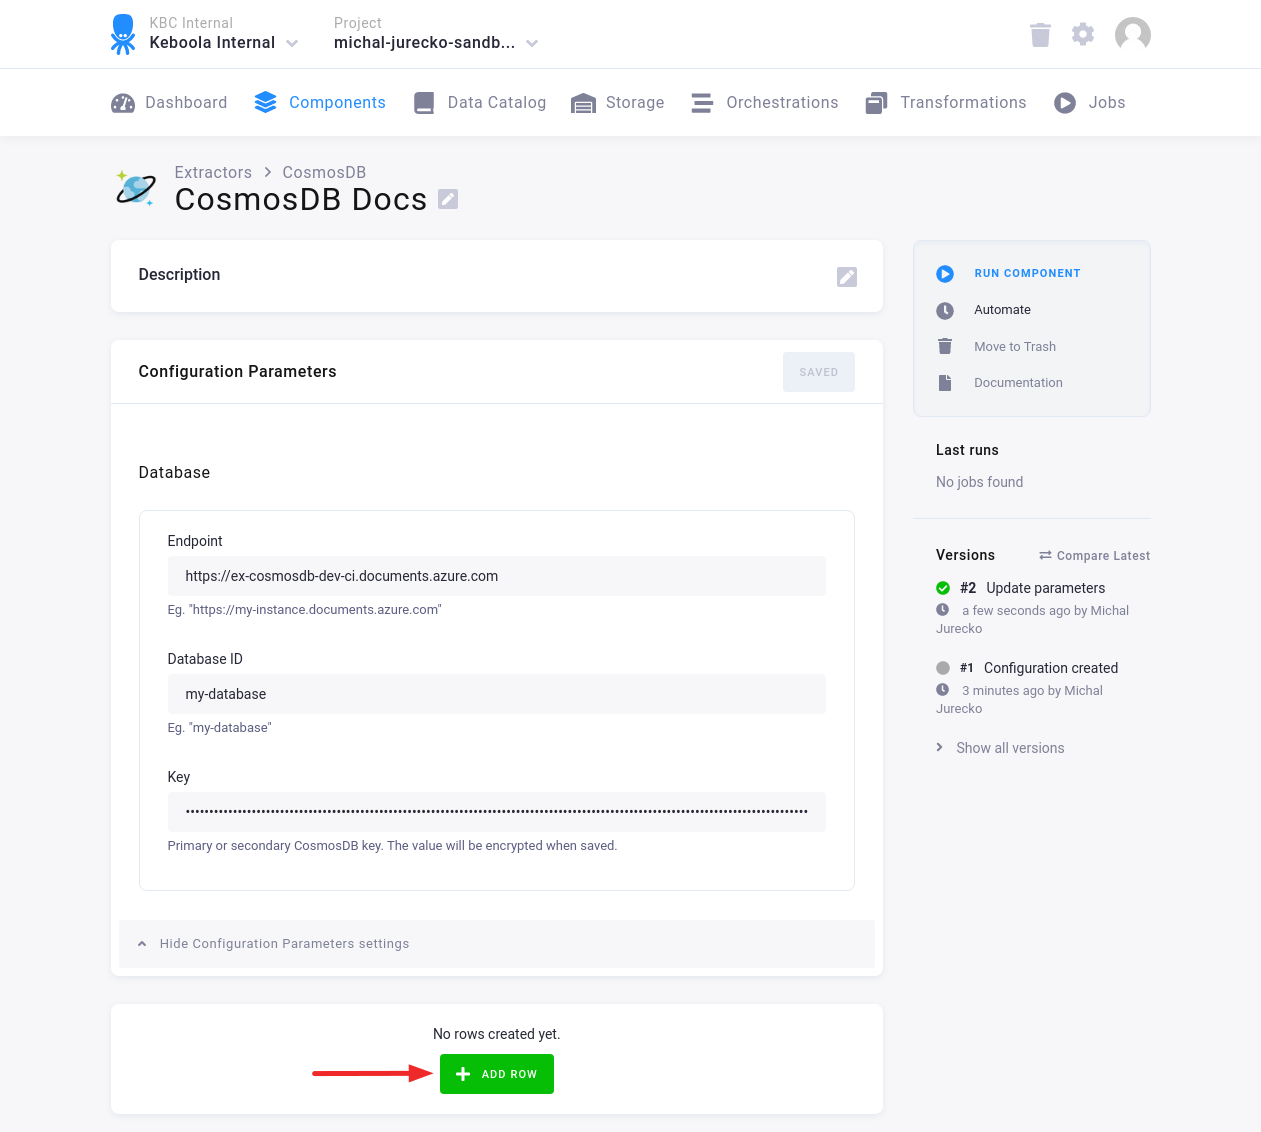 KBC Internal
Keboola Internal
Project
michal-jurecko-sandb...
Dashboard
Components
Data Catalog
Storage
Orchestrations
Transformations
Jobs
Extractors
CosmosDB
CosmosDB Docs
Description
Configuration Parameters
SAVED
Database
Endpoint
https://ex-cosmosdb-dev-ci.documents.azure.com
Eg. "https://my-instance.documents.azure.com"
Database ID
my-database
Eg. "my-database"
Key
Primary or secondary CosmosDB key. The value will be encrypted when saved.
Hide Configuration Parameters settings
No rows created yet.
ADD ROW
RUN COMPONENT
Automate
Move to Trash
Documentation
Last runs
No jobs found
Versions
Compare Latest
#2 Update parameters
a few seconds ago by Michal
Jurecko
#1 Configuration created
3 minutes ago by Michal
Jurecko
Show all versions